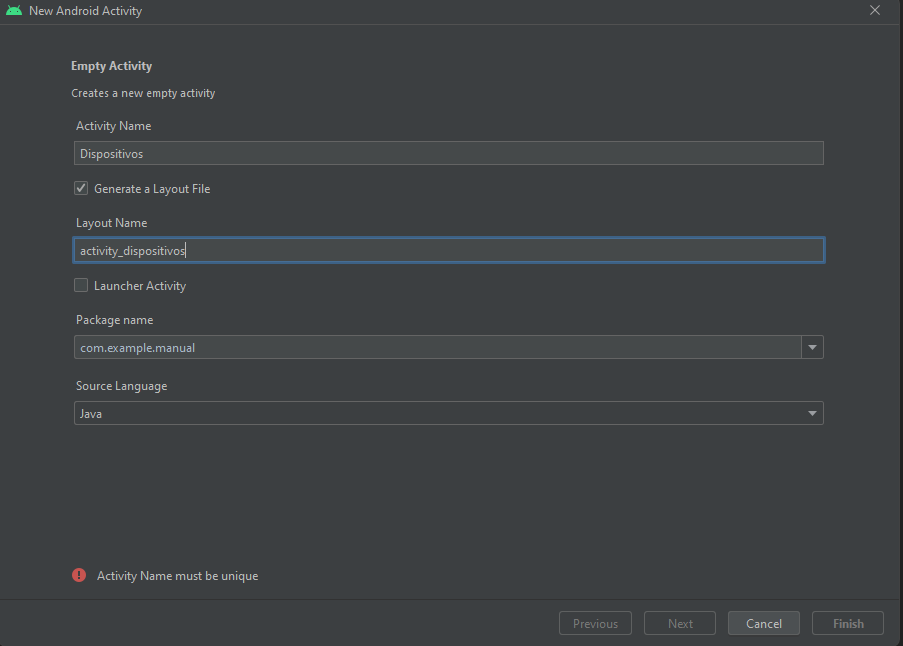 New Android Activity
Empty Activity
Creates a new empty activity
Activity Name
Dispositivos
Generate a Layout File
Layout Name
activity_dispositivos
Launcher Activity
Package name
com.example.manual
Source Language
Java
Activity Name must be unique
Previous Next Cancel Finish